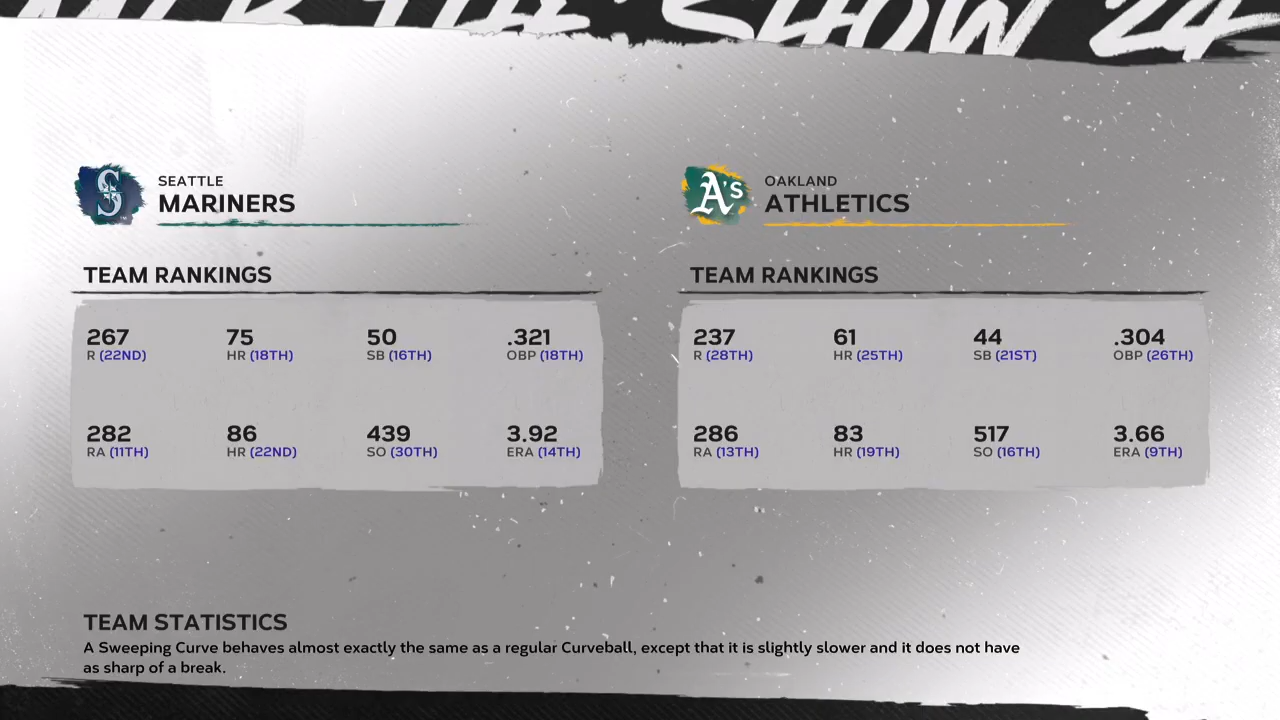 MLB THE SHOW 24
SEATTLE
MARINERS
OAKLAND
A's
ATHLETICS
TEAM RANKINGS
267
R (22ND)
75
HR (18TH)
50
SB (16TH)
.321
OBP (18TH)
282
RA (11TH)
86
HR (22ND)
439
SO (30TH)
3.92
ERA (14TH)
TEAM RANKINGS
237
R (28TH)
61
HR (25TH)
44
SB (21ST)
.304
OBP (26TH)
286
RA (13TH)
83
HR (19TH)
517
SO (16TH)
3.66
ERA (9TH)
TEAM STATISTICS
A Sweeping Curve behaves almost exactly the same as a regular Curveball, except that it is slightly slower and it does not have
as sharp of a break.